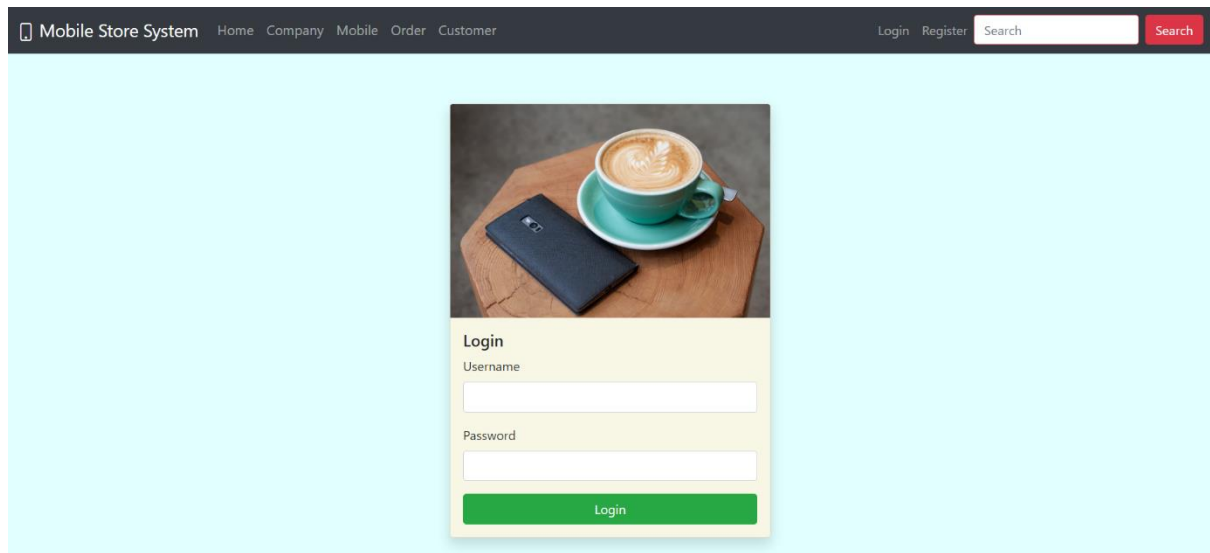 Mobile Store System Home Company Mobile Order Customer Login Register Search Search
Login
Username
Password
Login